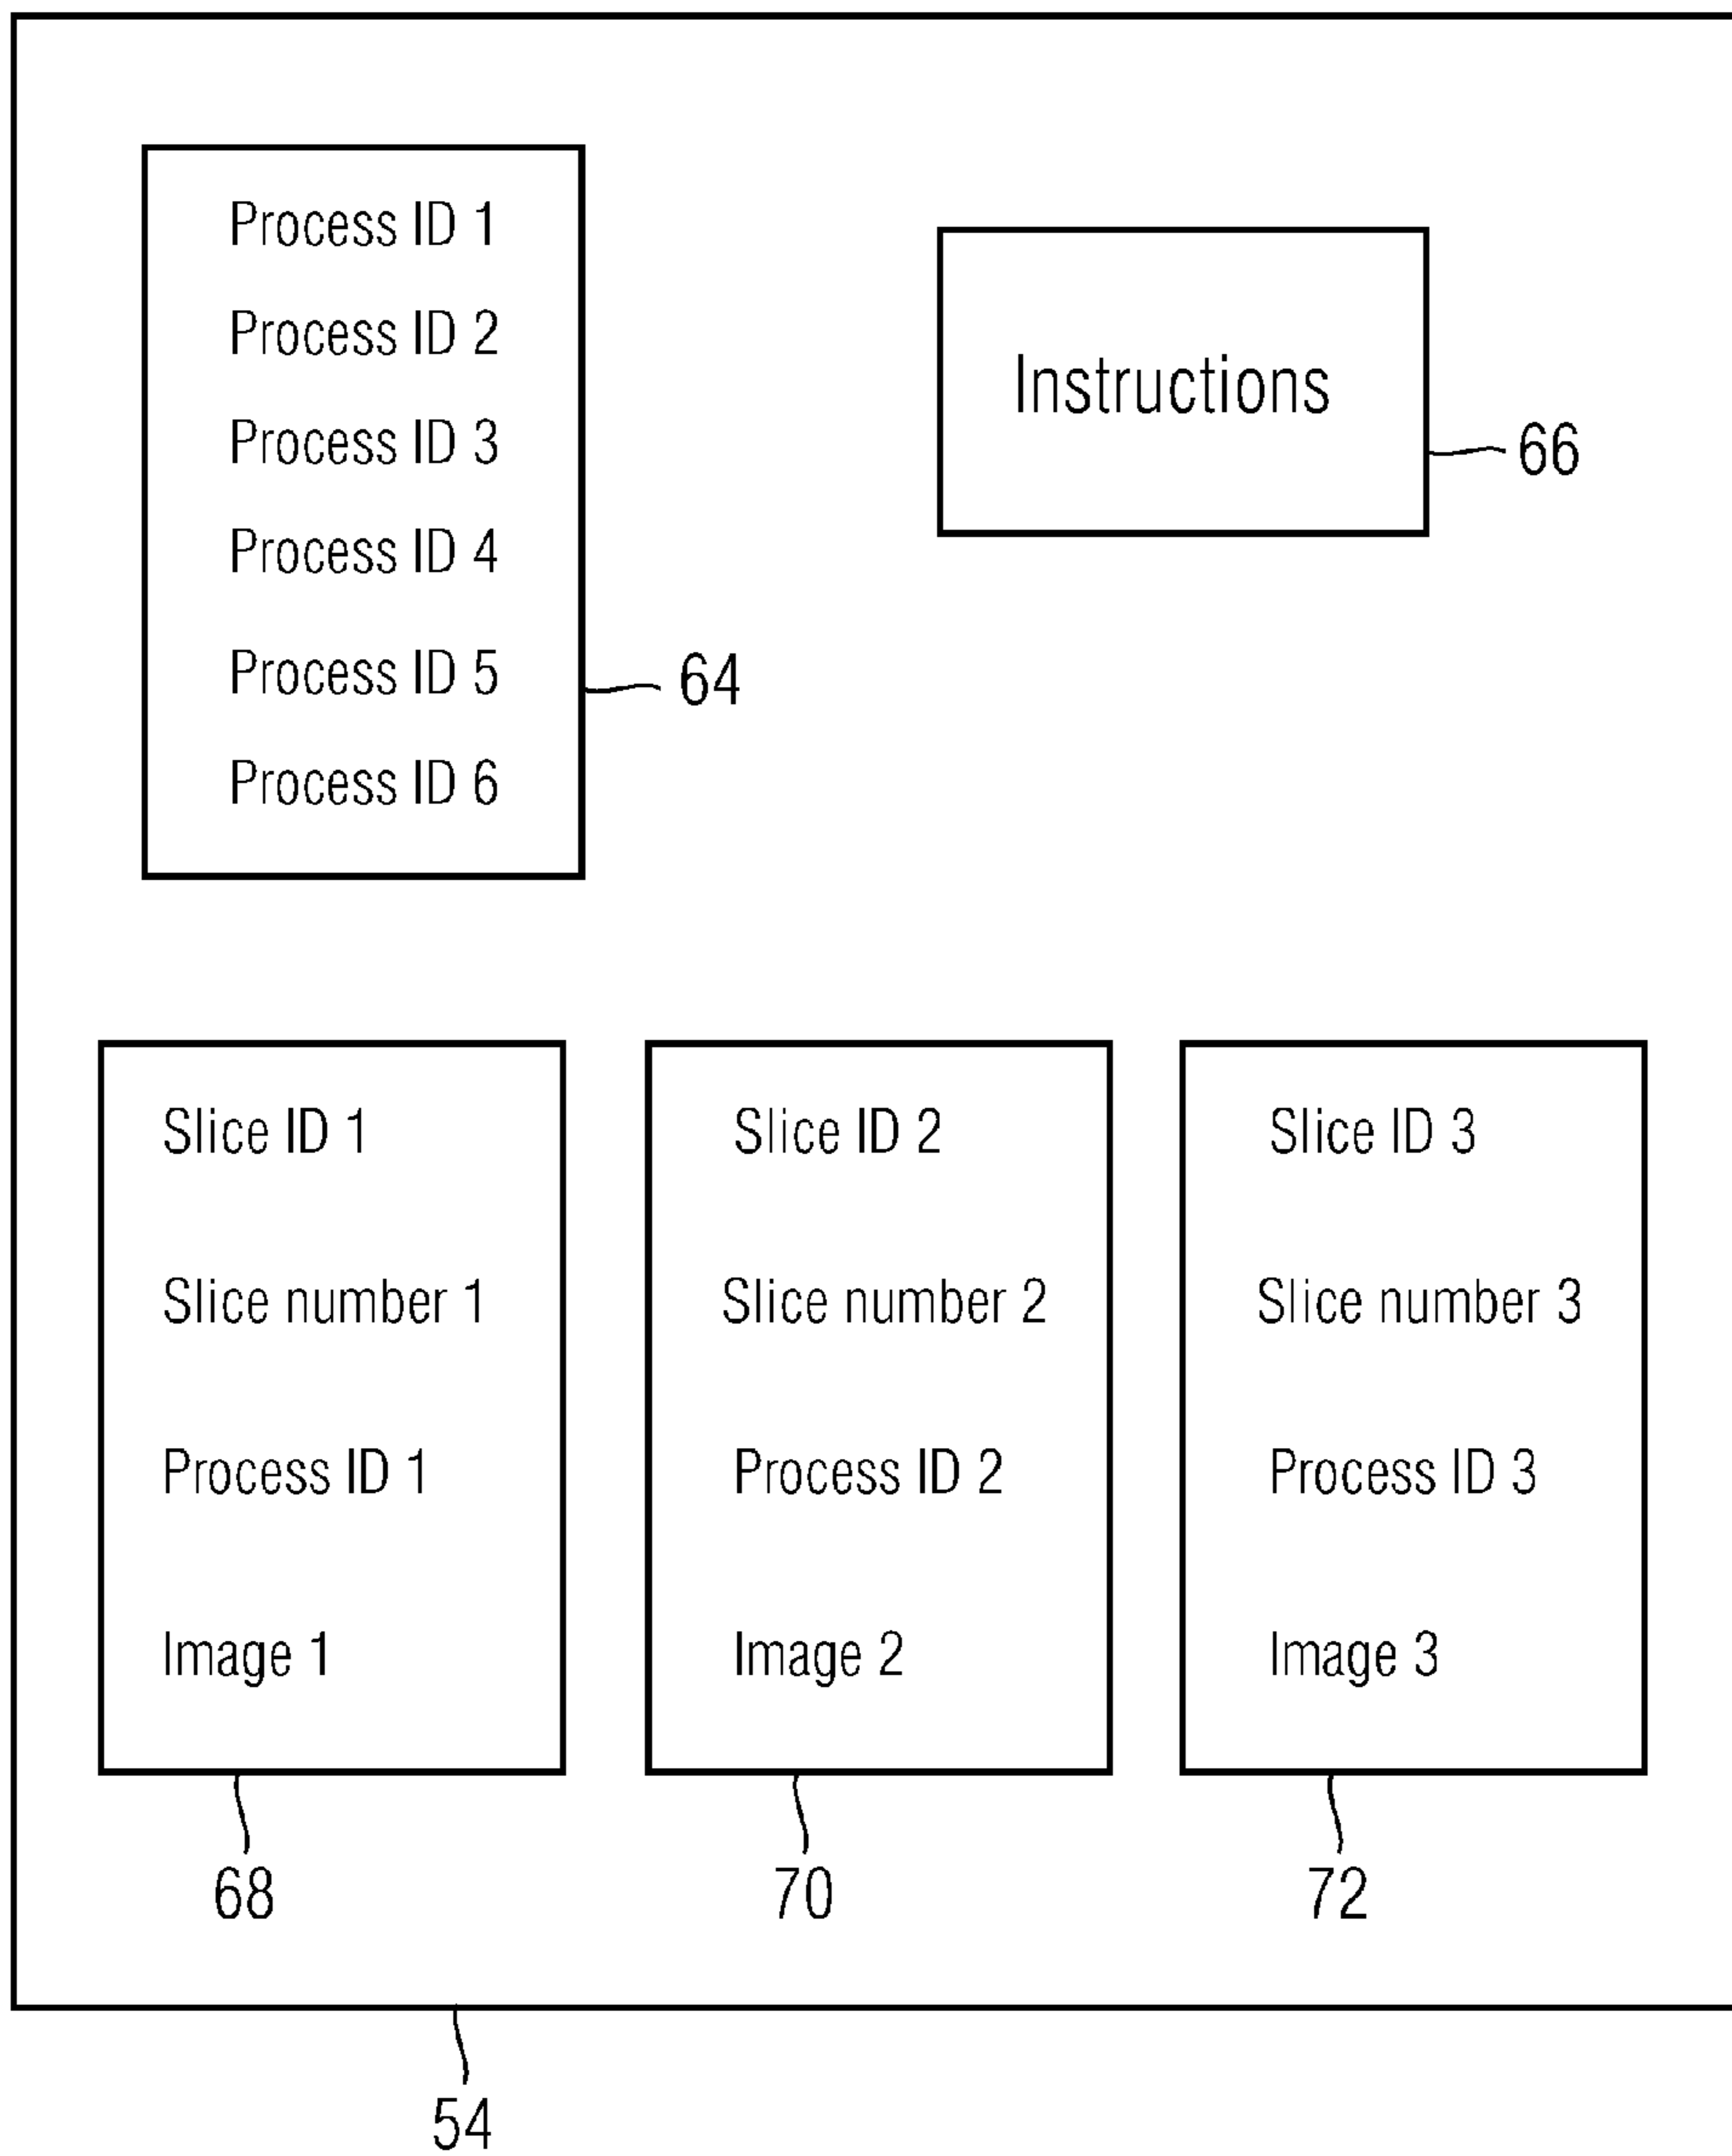 Process ID 1
Process ID 2
Process ID 3
Process ID 4
Process ID 5
Process ID 6
64
Instructions
66
Slice ID 1
Slice number 1
Process ID 1
Image 1
68
Slice ID 2
Slice number 2
Process ID 2
Image 2
70
Slice ID 3
Slice number 3
Process ID 3
Image 3
72
54